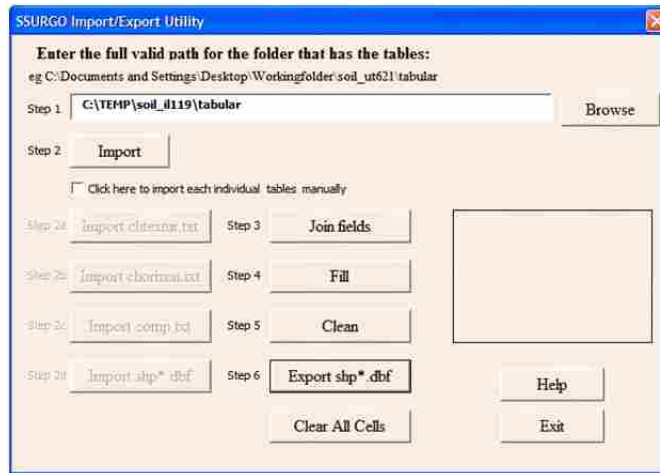 SSURGO Import/Export Utility
Enter the full valid path for the folder that has the tables:
eg C:\Documents and Settings\Desktop\Workingfolder\soil_ut621\tabular
Step 1 C:\TEMP\soil_il119\tabular Browse
Step 2 Import
Click here to import each individual tables manually
Step 2a Import chtextur.txt Step 3 Join fields
Step 2b Import chorizon.txt Step 4 Fill
Step 2c Import comp.txt Step 5 Clean
Step 2d Import shp*.dbf Step 6 Export shp*.dbf Help
Clear All Cells Exit